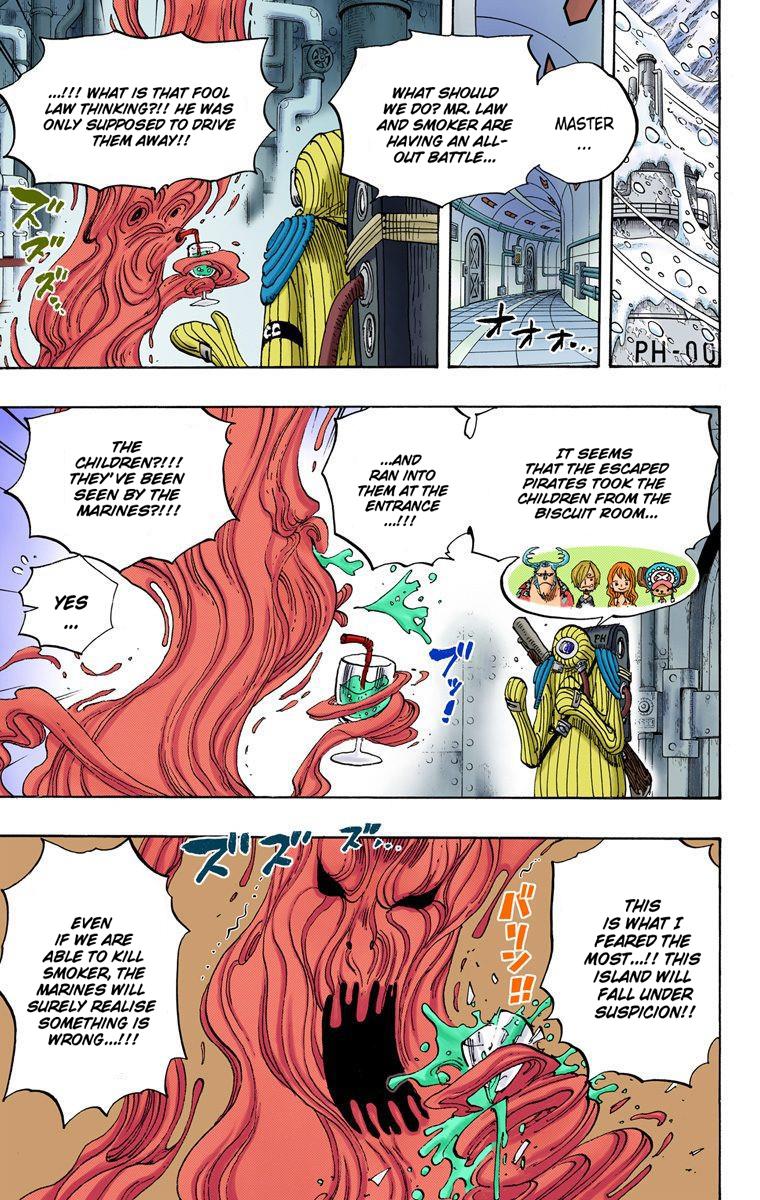 PH-00
MASTER
...
WHAT SHOULD
WE DO? MR. LAW
AND SMOKER ARE
HAVING AN ALL-
OUT BATTLE...
オオォ...
...!!! WHAT IS THAT FOOL
LAW THINKING?!! HE WAS
ONLY SUPPOSED TO DRIVE
THEM AWAY!!
ズズズ...
CC
IT SEEMS
THAT THE ESCAPED
PIRATES TOOK THE
CHILDREN FROM THE
BISCUIT ROOM...
...AND
RAN INTO
THEM AT THE
ENTRANCE
...!!!
PH
ブッ!
THE
CHILDREN?!!!
THEY'VE BEEN
SEEN BY THE
MARINES?!!!
YES
...
THIS
IS WHAT I
FEARED THE
MOST...!! THIS
ISLAND WILL
FALL UNDER
SUSPICION!!
バリン!!
ズズズ...
EVEN
IF WE ARE
ABLE TO KILL
SMOKER, THE
MARINES WILL
SURELY REALISE
SOMETHING IS
WRONG...!!!